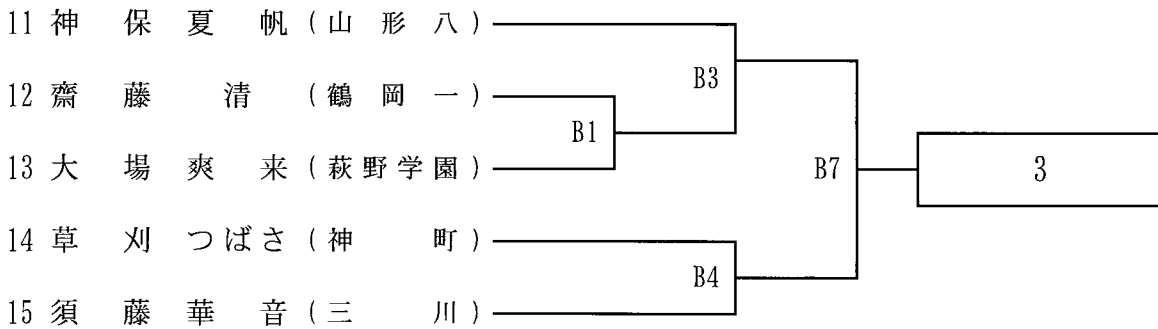 11 神保夏帆 (山形八)
B3
12 齋藤清 (鶴岡一)
B1
13 大場爽来 (萩野学園)
B7
3
14 草刈つばさ (神町)
B4
15 須藤華音 (三川)